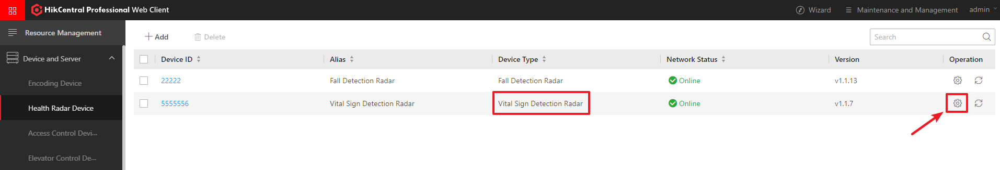 HikCentral Professional Web Client
Wizard
Maintenance and Management
admin
Resource Management
Device and Server
Encoding Device
Health Radar Device
Access Control Devi...
Elevator Control De...
Add
Delete
Search
Device ID Alias Device Type Network Status Version Operation
22222 Fall Detection Radar Fall Detection Radar Online v1.1.13
5555556 Vital Sign Detection Radar Vital Sign Detection Radar Online v1.1.7